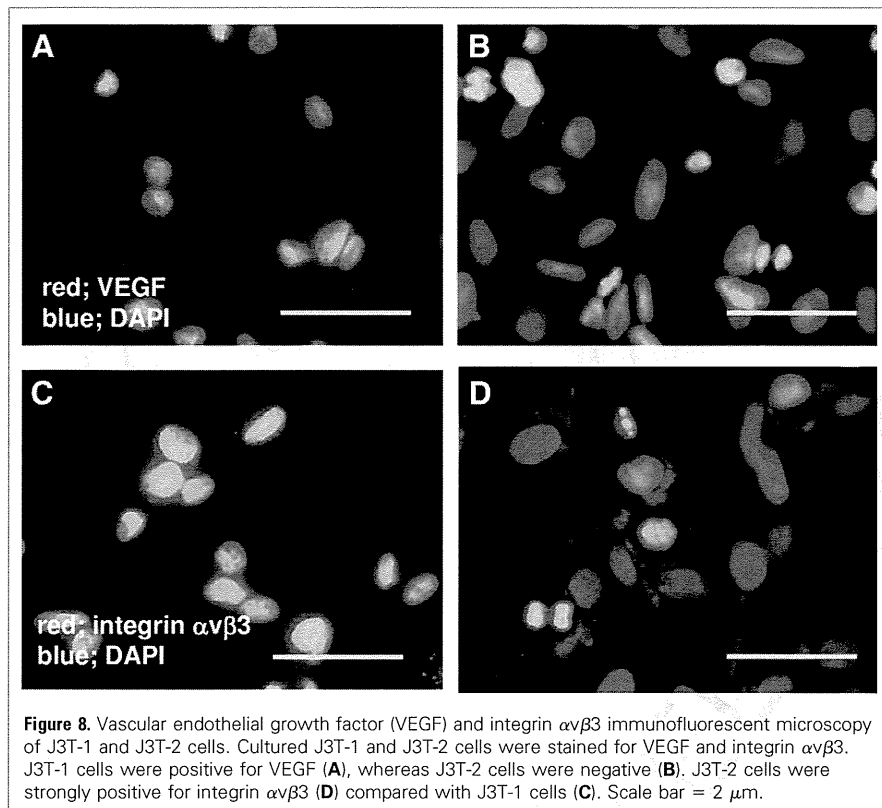 A
B
red; VEGF
blue; DAPI
C
D
red; integrin αvβ3
blue; DAPI
Figure 8. Vascular endothelial growth factor (VEGF) and integrin αvβ3 immunofluorescent microscopy
of J3T-1 and J3T-2 cells. Cultured J3T-1 and J3T-2 cells were stained for VEGF and integrin αvβ3.
J3T-1 cells were positive for VEGF (A), whereas J3T-2 cells were negative (B). J3T-2 cells were
strongly positive for integrin αvβ3 (D) compared with J3T-1 cells (C). Scale bar = 2 μm.